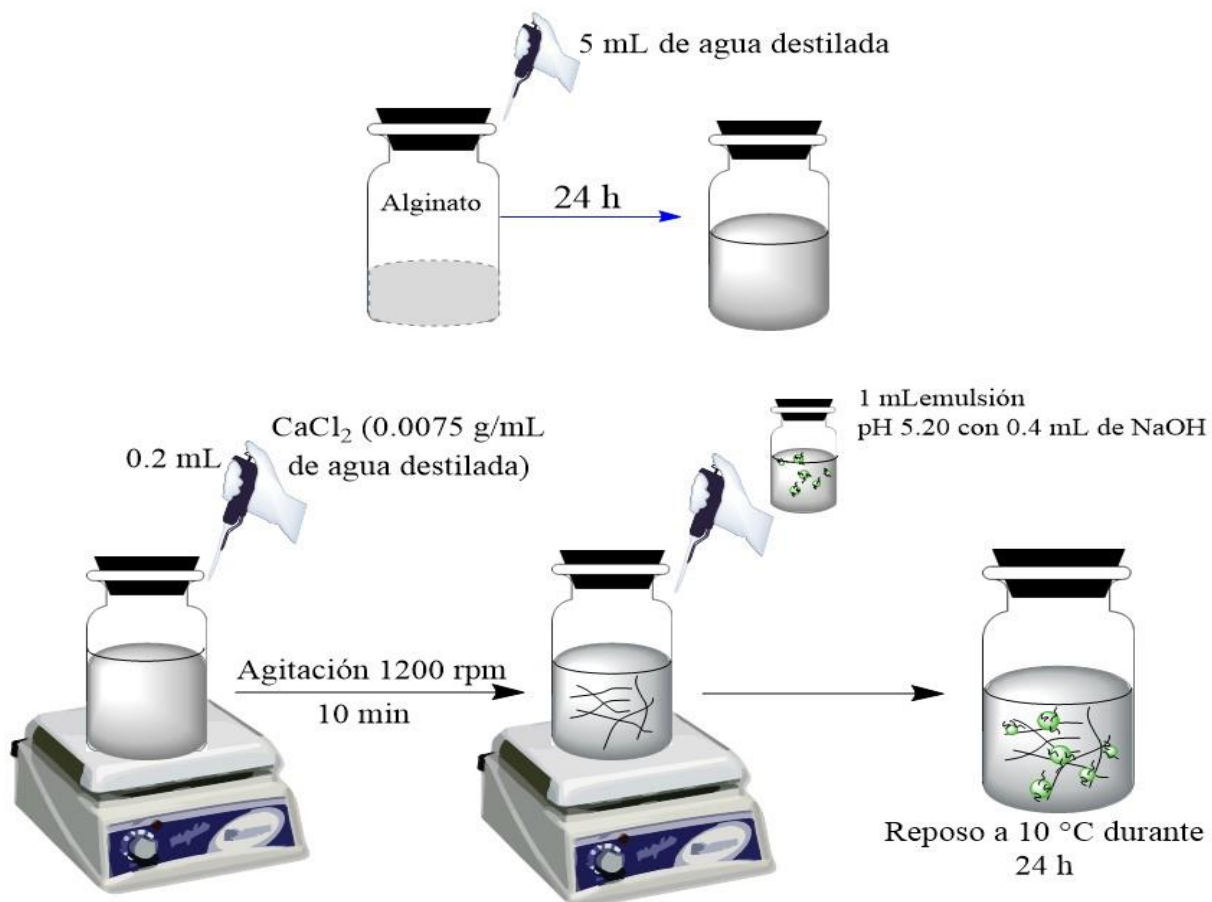 5 mL de agua destilada
Alginato
24 h
1 mLemulsión
pH 5.20 con 0.4 mL de NaOH
CaCl₂ (0.0075 g/mL
0.2 mL
de agua destilada)
Agitación 1200 rpm
10 min
Reposo a 10 °C durante
24 h